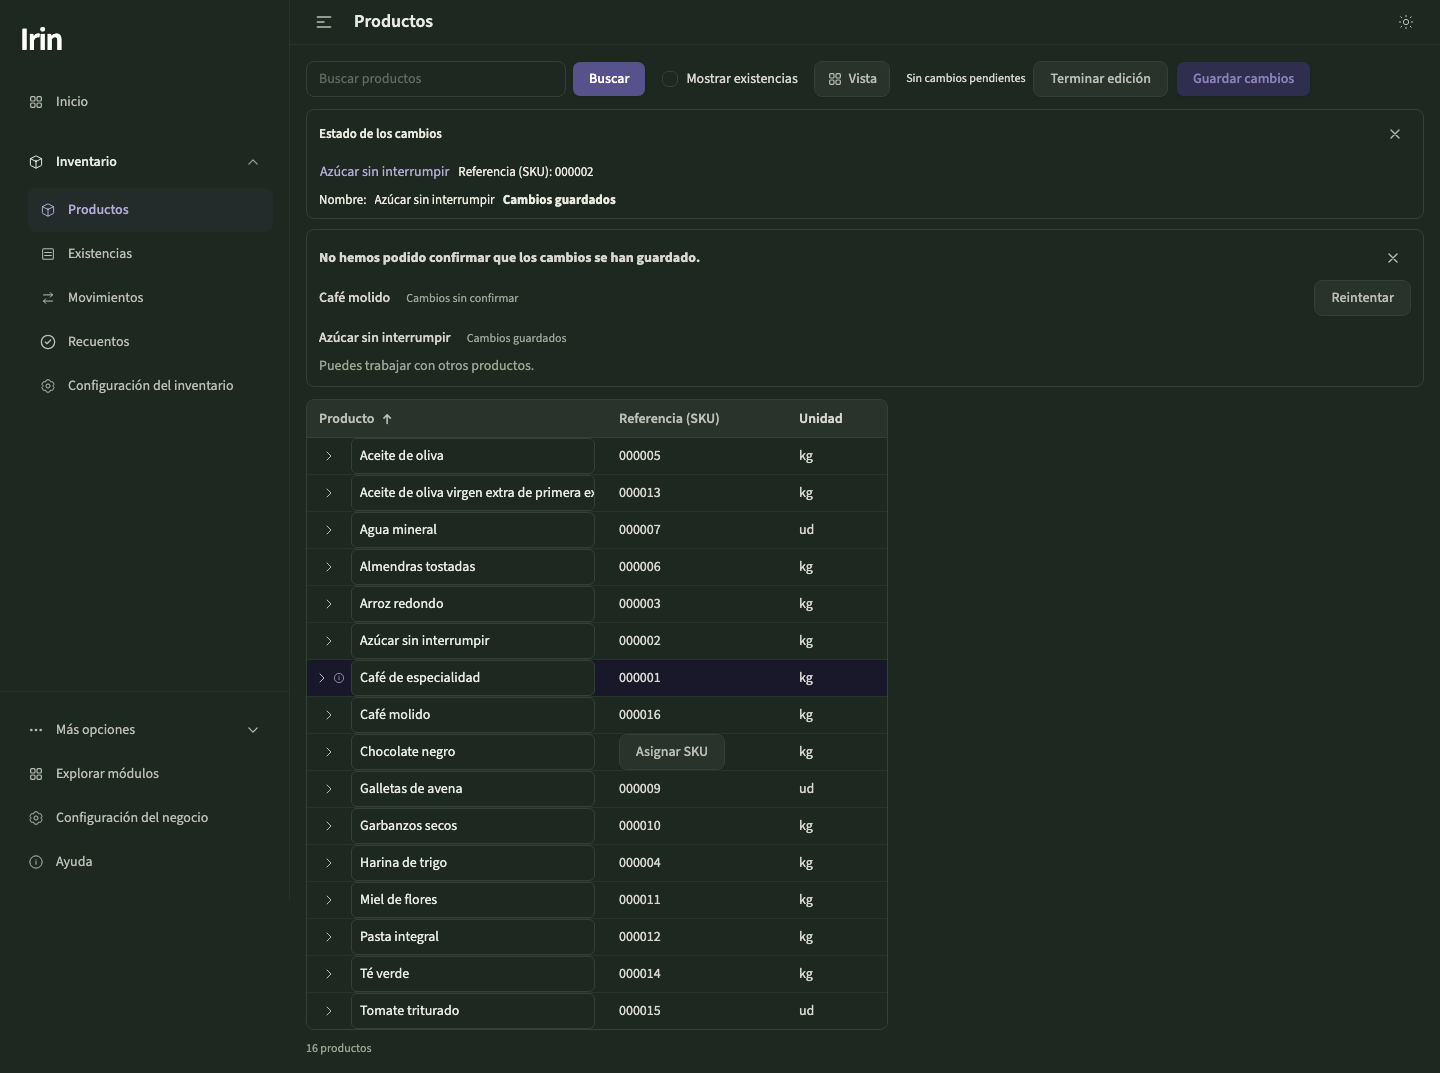 Irin
Inicio
Inventario
Productos
Existencias
Movimientos
Recuentos
Configuración del inventario
Más opciones
Explorar módulos
Configuración del negocio
Ayuda
Productos
Buscar productos Buscar Mostrar existencias Vista Sin cambios pendientes Terminar edición Guardar cambios
Estado de los cambios
Azúcar sin interrumpir Referencia (SKU): 000002
Nombre: Azúcar sin interrumpir Cambios guardados
No hemos podido confirmar que los cambios se han guardado.
Café molido Cambios sin confirmar Reintentar
Azúcar sin interrumpir Cambios guardados
Puedes trabajar con otros productos.
Producto Referencia (SKU) Unidad
Aceite de oliva 000005 kg
Aceite de oliva virgen extra de primera ex 000013 kg
Agua mineral 000007 ud
Almendras tostadas 000006 kg
Arroz redondo 000003 kg
Azúcar sin interrumpir 000002 kg
Café de especialidad 000001 kg
Café molido 000016 kg
Chocolate negro Asignar SKU kg
Galletas de avena 000009 ud
Garbanzos secos 000010 kg
Harina de trigo 000004 kg
Miel de flores 000011 kg
Pasta integral 000012 kg
Té verde 000014 kg
Tomate triturado 000015 ud
16 productos